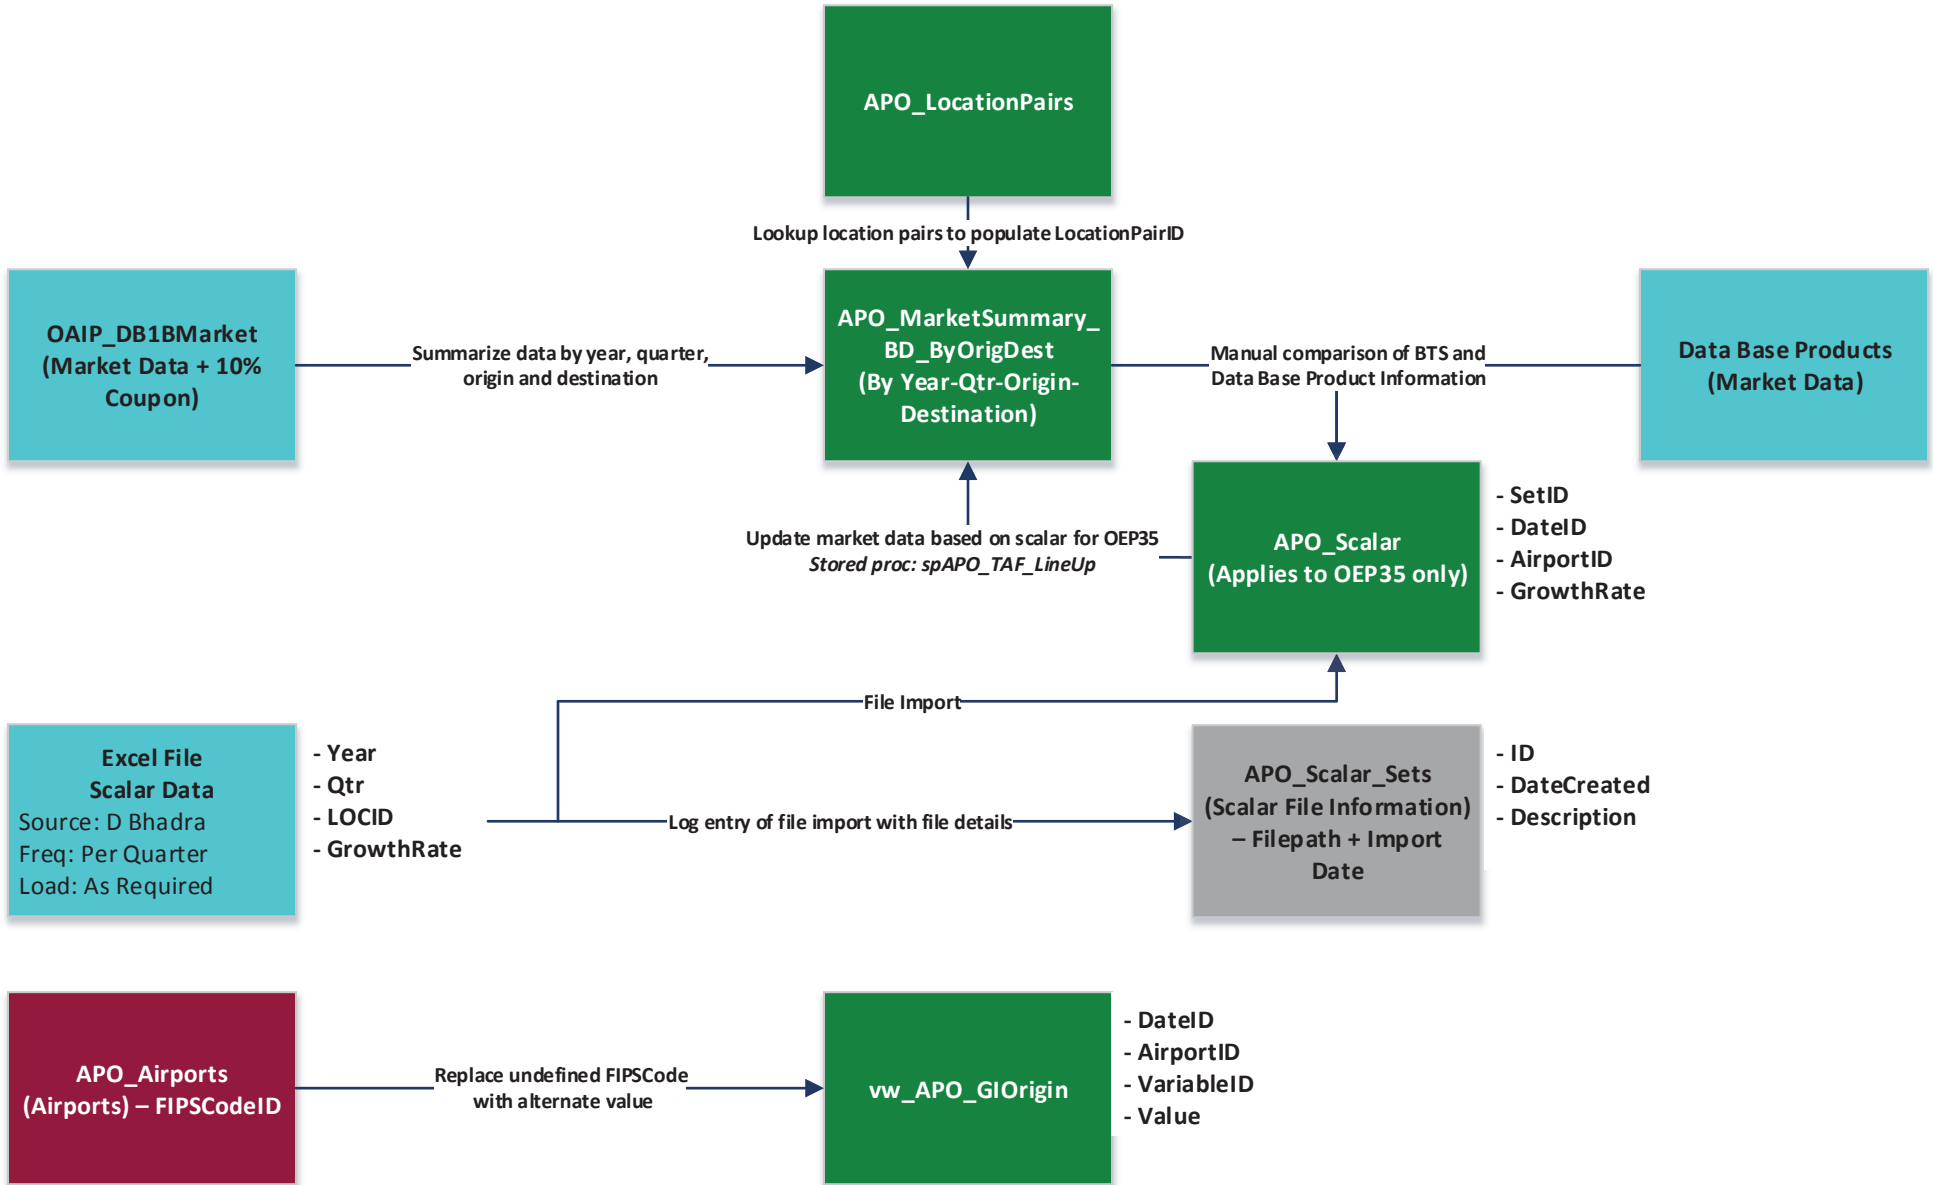 APO_LocationPairs
Lookup location pairs to populate LocationPairID
OAIP_DB1BMarket
(Market Data + 10%
Coupon)
Summarize data by year, quarter,
origin and destination
APO_MarketSummary_
BD_ByOrigDest
(By Year-Qtr-Origin-
Destination)
Manual comparison of BTS and
Data Base Product Information
Data Base Products
(Market Data)
Update market data based on scalar for OEP35
Stored proc: spAPO_TAF_LineUp
APO_Scalar
(Applies to OEP35 only)
- SetID
- DateID
- AirportID
- GrowthRate
File Import
Excel File
Scalar Data
Source: D Bhadra
Freq: Per Quarter
Load: As Required
- Year
- Qtr
- LOCID
- GrowthRate
Log entry of file import with file details
APO_Scalar_Sets
(Scalar File Information)
– Filepath + Import
Date
- ID
- DateCreated
- Description
APO_Airports
(Airports) – FIPSCodeID
Replace undefined FIPSCode
with alternate value
vw_APO_GIOrigin
- DateID
- AirportID
- VariableID
- Value